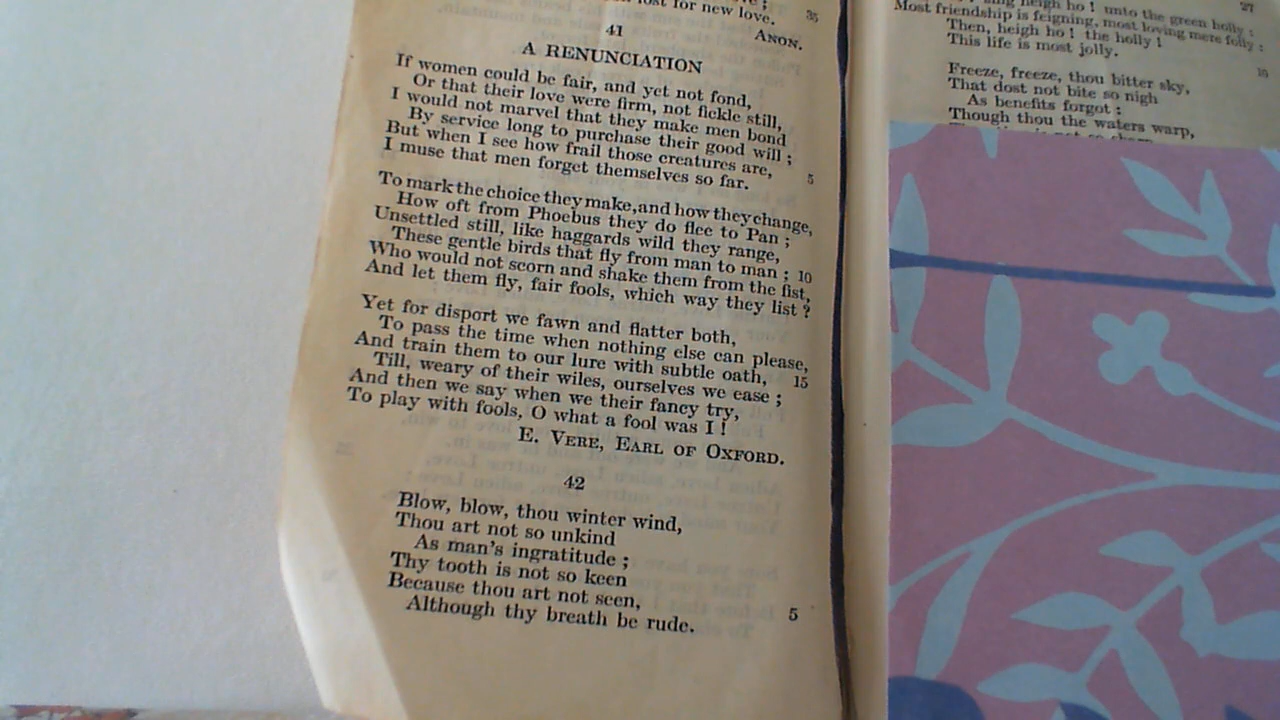 lost for new love. 35
ANON.
41
A RENUNCIATION
If women could be fair, and yet not fond,
Or that their love were firm, not fickle still,
I would not marvel that they make men bond
By service long to purchase their good will ;
But when I see how frail those creatures are, 5
I muse that men forget themselves so far.
To mark the choice they make, and how they change,
How oft from Phoebus they do flee to Pan ;
Unsettled still, like haggards wild they range,
These gentle birds that fly from man to man ; 10
Who would not scorn and shake them from the fist,
And let them fly, fair fools, which way they list ?
Yet for disport we fawn and flatter both,
To pass the time when nothing else can please,
And train them to our lure with subtle oath, 15
Till, weary of their wiles, ourselves we ease ;
And then we say when we their fancy try,
To play with fools, O what a fool was I !
E. VERE, EARL OF OXFORD.
42
Blow, blow, thou winter wind,
Thou art not so unkind
As man's ingratitude ;
Thy tooth is not so keen
Because thou art not seen, 5
Although thy breath be rude.
27
heigh ho ! unto the green holly :
Most friendship is feigning, most loving mere folly :
Then, heigh ho ! the holly !
This life is most jolly.
Freeze, freeze, thou bitter sky, 10
That dost not bite so nigh
As benefits forgot :
Though thou the waters warp,